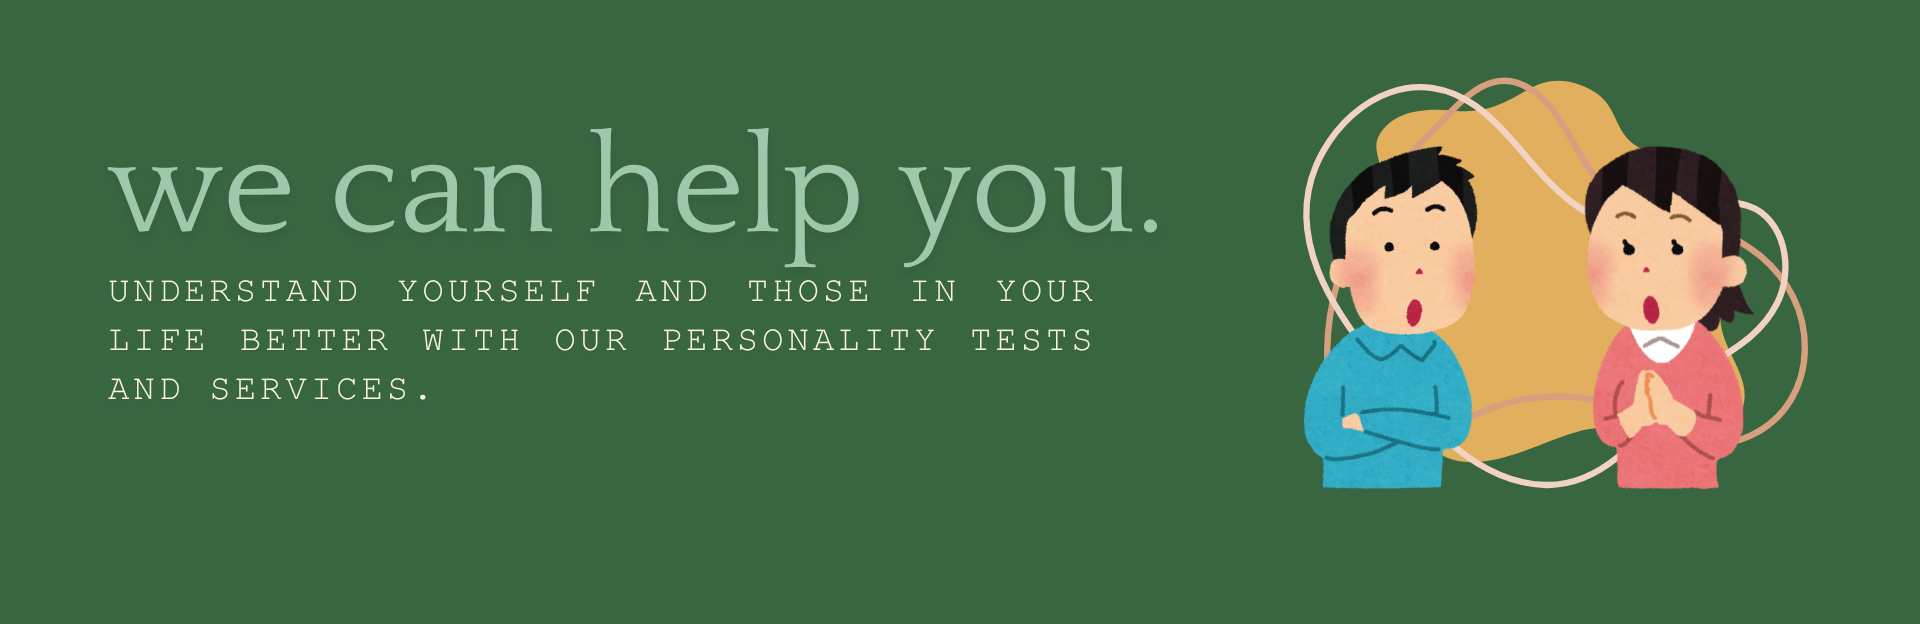 we can help you.
UNDERSTAND YOURSELF AND THOSE IN YOUR
LIFE BETTER WITH OUR PERSONALITY TESTS
AND SERVICES.